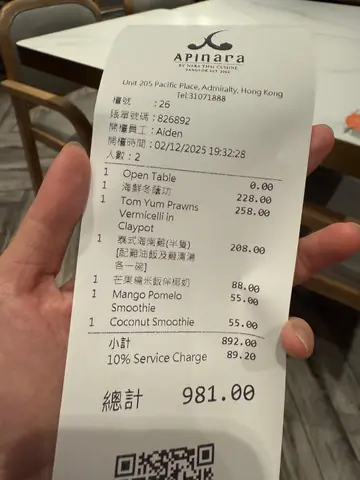 APINARA
BY NARA THAI CUISINE
BANGKOK EST 2003
Unit 205 Pacific Place, Admiralty, Hong Kong
Tel:31071888
檯號 :26
賬單號碼 :826892
開檯員工 :Aiden
開檯時間 :02/12/2025 19:32:28
人數 :2
1 Open Table 0.00
1 海鮮冬蔭功 228.00
1 Tom Yum Prawns 258.00
Vermicelli in
Claypot
1 泰式海南雞(半隻) 208.00
[配雞油飯及雞清湯
各一碗]
1 芒果糯米飯伴椰奶 88.00
1 Mango Pomelo 55.00
Smoothie
1 Coconut Smoothie 55.00
小計 892.00
10% Service Charge 89.20
總計 981.00